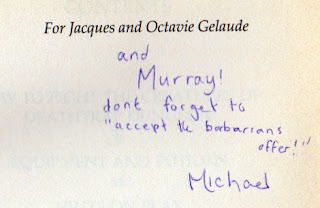 For Jacques and Octavie Gelaude
and
Murray!
dont forget to
"accept the barbarians
offer!"
Michael